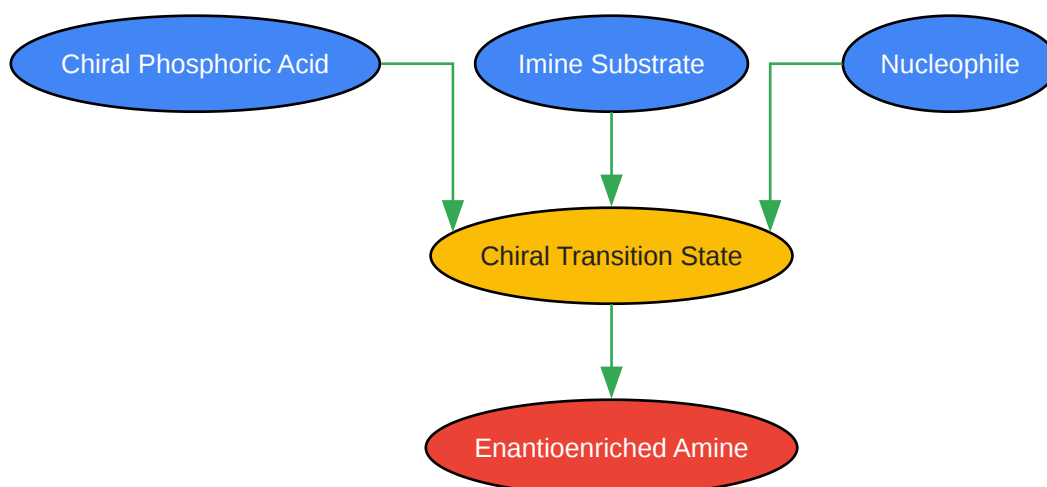 Chiral Phosphoric Acid
Imine Substrate
Nucleophile
Chiral Transition State
Enantioenriched Amine